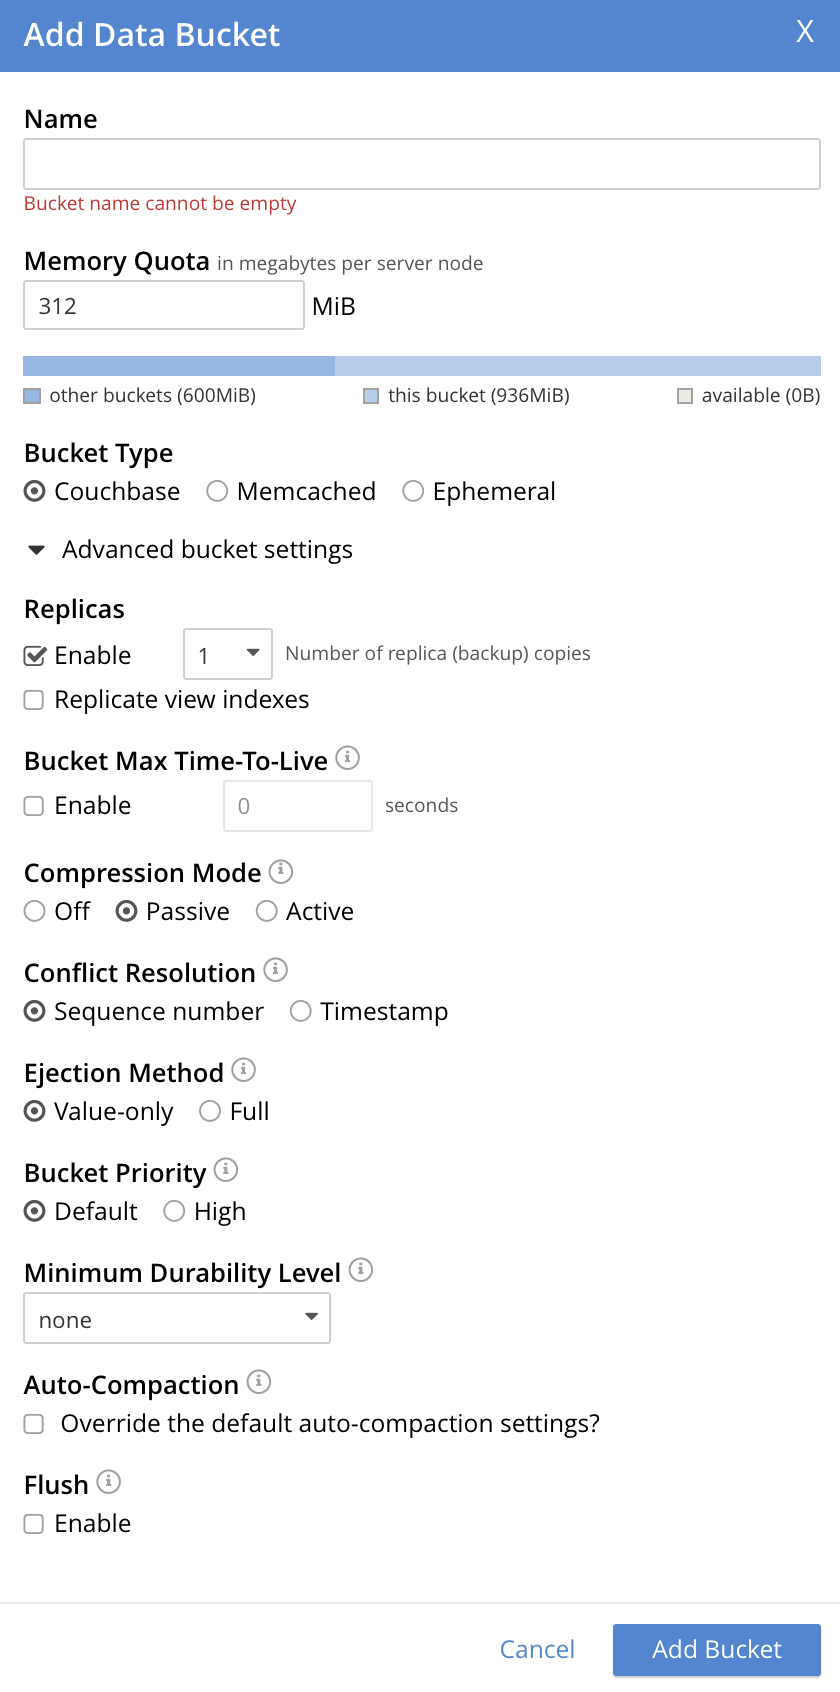 Add Data Bucket X
Name
Bucket name cannot be empty
Memory Quota in megabytes per server node
312 MiB
other buckets (600MiB) this bucket (936MiB) available (0B)
Bucket Type
Couchbase Memcached Ephemeral
Advanced bucket settings
Replicas
Enable 1 Number of replica (backup) copies
Replicate view indexes
Bucket Max Time-To-Live i
Enable 0 seconds
Compression Mode i
Off Passive Active
Conflict Resolution i
Sequence number Timestamp
Ejection Method i
Value-only Full
Bucket Priority i
Default High
Minimum Durability Level i
none
Auto-Compaction i
Override the default auto-compaction settings?
Flush i
Enable
Cancel Add Bucket